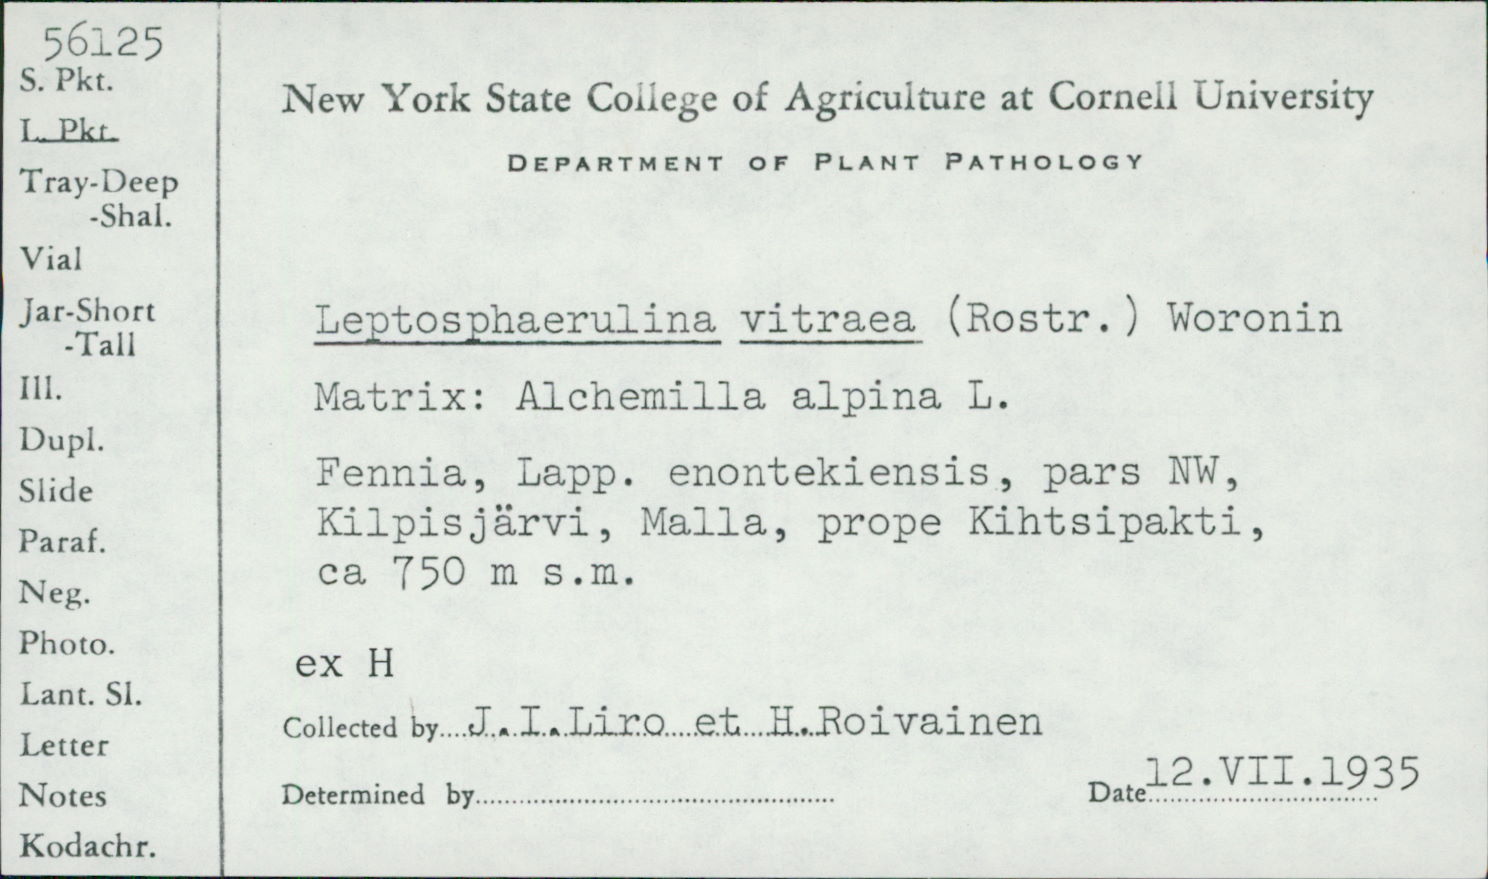 56125
S. Pkt.
L. Pkt.
Tray-Deep
-Shal.
Vial
Jar-Short
-Tall
Ill.
Dupl.
Slide
Paraf.
Neg.
Photo.
Lant. Sl.
Letter
Notes
Kodachr.
New York State College of Agriculture at Cornell University
DEPARTMENT OF PLANT PATHOLOGY
Leptosphaerulina vitraea (Rostr.) Woronin
Matrix: Alchemilla alpina L.
Fennia, Lapp. enontekiensis, pars NW,
Kilpisjärvi, Malla, prope Kihtsipakti,
ca 750 m s.m.
ex H
Collected by J.I.Liro et H.Roivainen
Determined by
Date 12.VII.1935